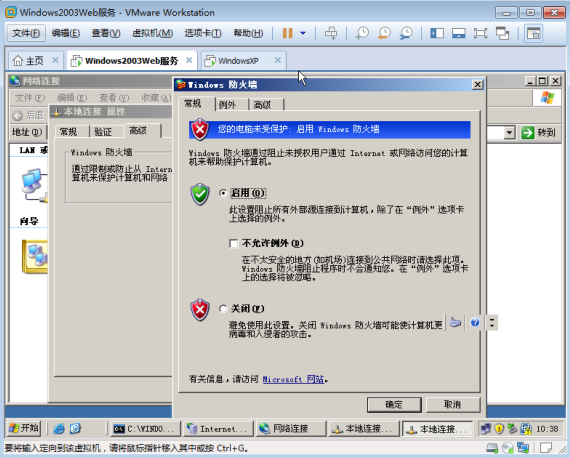 Windows2003Web服务 - VMware Workstation
文件(F) 编辑(E) 查看(V) 虚拟机(M) 选项卡(T) 帮助(H)
主页 Windows2003Web服务 WindowsXP
网络连接
文件(F) 编辑(E) 查看(V) 收藏(A)
后退
地址(D) 转到
本地连接 属性
常规 验证 高级
Windows 防火墙
通过限制或防止从 Intern
算机来保护计算机和网络
LAN 或
向导
Windows 防火墙
常规 例外 高级
您的电脑未受保护: 启用 Windows 防火墙
Windows 防火墙通过阻止未授权用户通过 Internet 或网络访问您的计算
机来帮助保护计算机。
启用(O)
此设置阻止所有外部源连接到计算机，除了在“例外”选项卡
上选择的例外。
不允许例外(D)
在不太安全的地方(如机场)连接到公共网络时请选择此项。
Windows 防火墙阻止程序时不会通知您。在“例外”选项卡
上的选择将被忽略。
关闭(F)
避免使用此设置。关闭 Windows 防火墙可能使计算机更
病毒和入侵者的攻击。
有关信息，请访问 Microsoft 网站。
确定 取消
开始 C:\WINDO... Internet... 网络连接 本地连接... 本地连接... 10:38
要将输入定向到该虚拟机，请将鼠标指针移入其中或按 Ctrl+G。